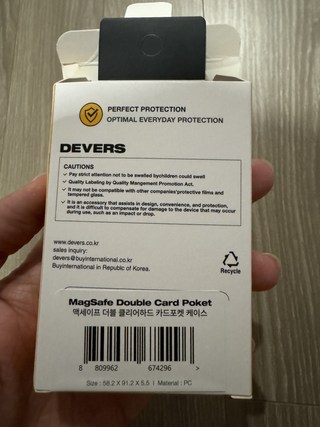 PERFECT PROTECTION
OPTIMAL EVERYDAY PROTECTION
DEVERS
CAUTIONS
✓ Pay strict attention not to be swelled bychildren could swell
✓ Quality Labeling by Quality Mangement Promotion Act.
✓ It may not be compatible with other companies'protective films and
tempered glass.
✓ It is an accessory that assists in design, convenience, and protection,
and it is difficult to compensate for damage to the device that may occur
during use, such as an impact or drop.
www.devers.co.kr
sales inquiry:
devers@buyinternational.co.kr
Buyinternational in Republic of Korea.
Recycle
MagSafe Double Card Poket
맥세이프 더블 클리어하드 카드포켓 케이스
8 809962 674296 >
Size : 58.2 X 91.2 X 5.5 I Material : PC